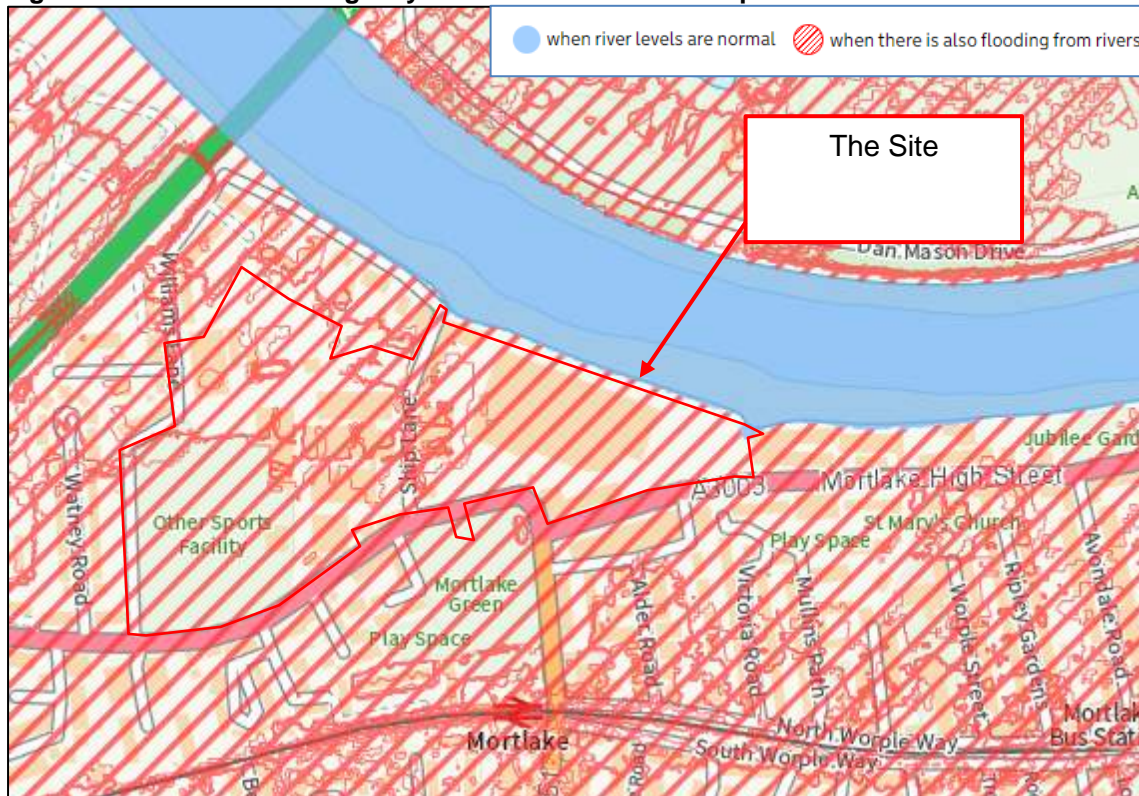 when river levels are normal
when there is also flooding from rivers
The Site
Dan Mason Drive
Williams Lane
Ship Lane
Jubilee Gard
A3003
Mortlake High Street
Watney Road
Other Sports
Facility
St Mary's Church
Play Space
Mortlake
Green
Play Space
Alder Road
Victoria Road
Mullins Path
Worple Street
Ripley Gardens
Avondale Road
Mortlake
North Worple Way
South Worple Way
Mortla
Bus Stati